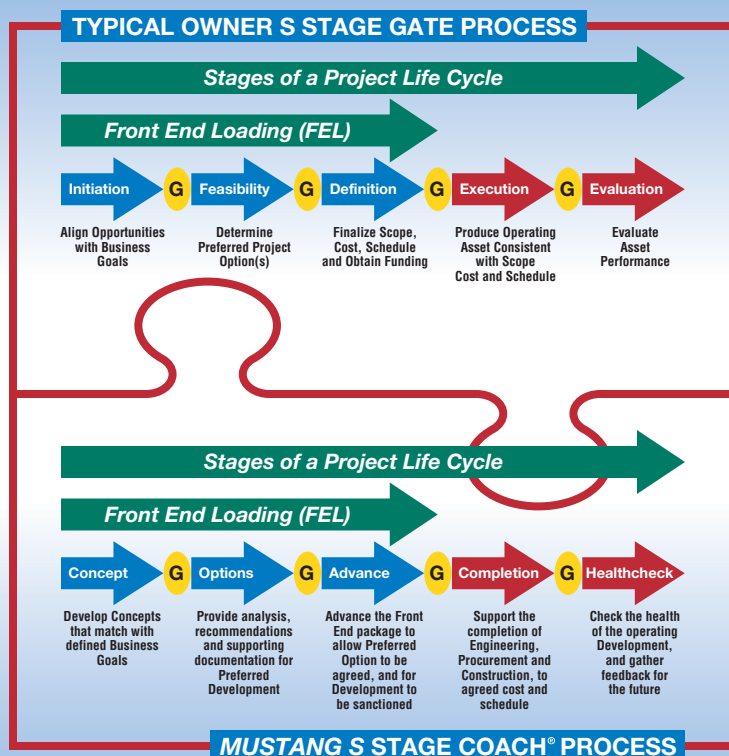 TYPICAL OWNER S STAGE GATE PROCESS
Stages of a Project Life Cycle
Front End Loading (FEL)
Initiation G Feasibility G Definition G Execution G Evaluation
Align Opportunities
with Business
Goals
Determine
Preferred Project
Option(s)
Finalize Scope,
Cost, Schedule
and Obtain Funding
Produce Operating
Asset Consistent
with Scope
Cost and Schedule
Evaluate
Asset
Performance
Stages of a Project Life Cycle
Front End Loading (FEL)
Concept G Options G Advance G Completion G Healthcheck
Develop Concepts
that match with
defined Business
Goals
Provide analysis,
recommendations
and supporting
documentation for
Preferred
Development
Advance the Front
End package to
allow Preferred
Option to be
agreed, and for
Development to
be sanctioned
Support the
completion of
Engineering,
Procurement and
Construction, to
agreed cost and
schedule
Check the health
of the operating
Development,
and gather
feedback for
the future
MUSTANG S STAGE COACH® PROCESS